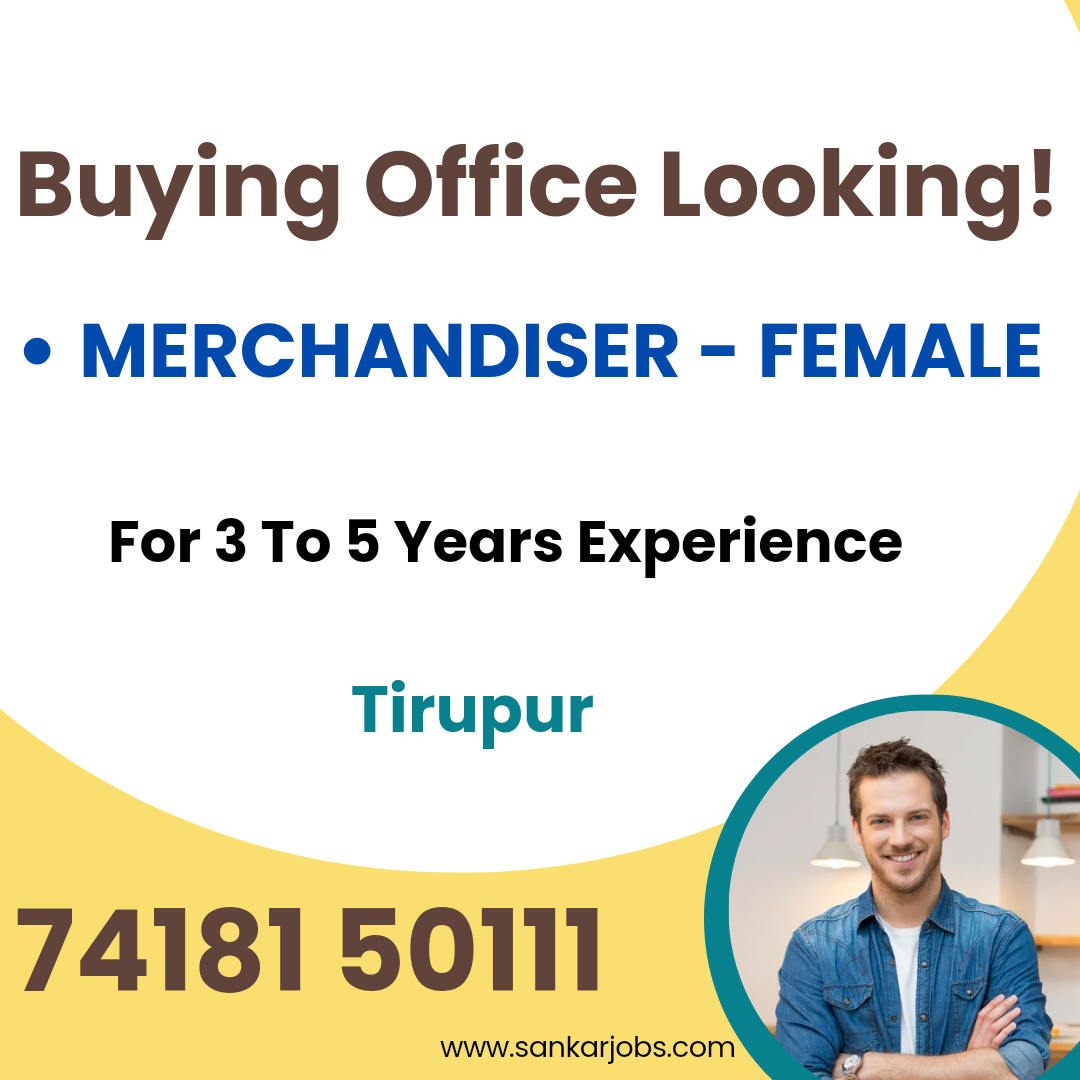 Buying Office Looking!
• MERCHANDISER - FEMALE
For 3 To 5 Years Experience
Tirupur
74181 50111
www.sankarjobs.com